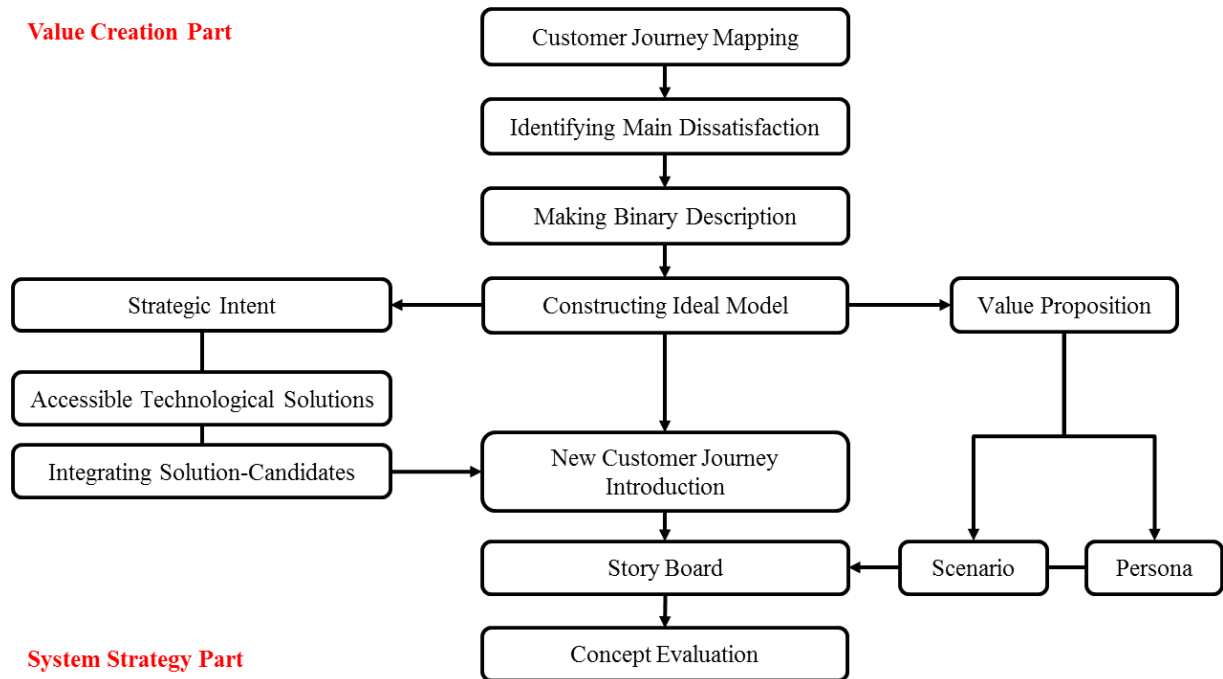 Value Creation Part
Customer Journey Mapping
Identifying Main Dissatisfaction
Making Binary Description
Strategic Intent
Constructing Ideal Model
Value Proposition
Accessible Technological Solutions
Integrating Solution-Candidates
New Customer Journey
Introduction
Story Board
Scenario
Persona
Concept Evaluation
System Strategy Part